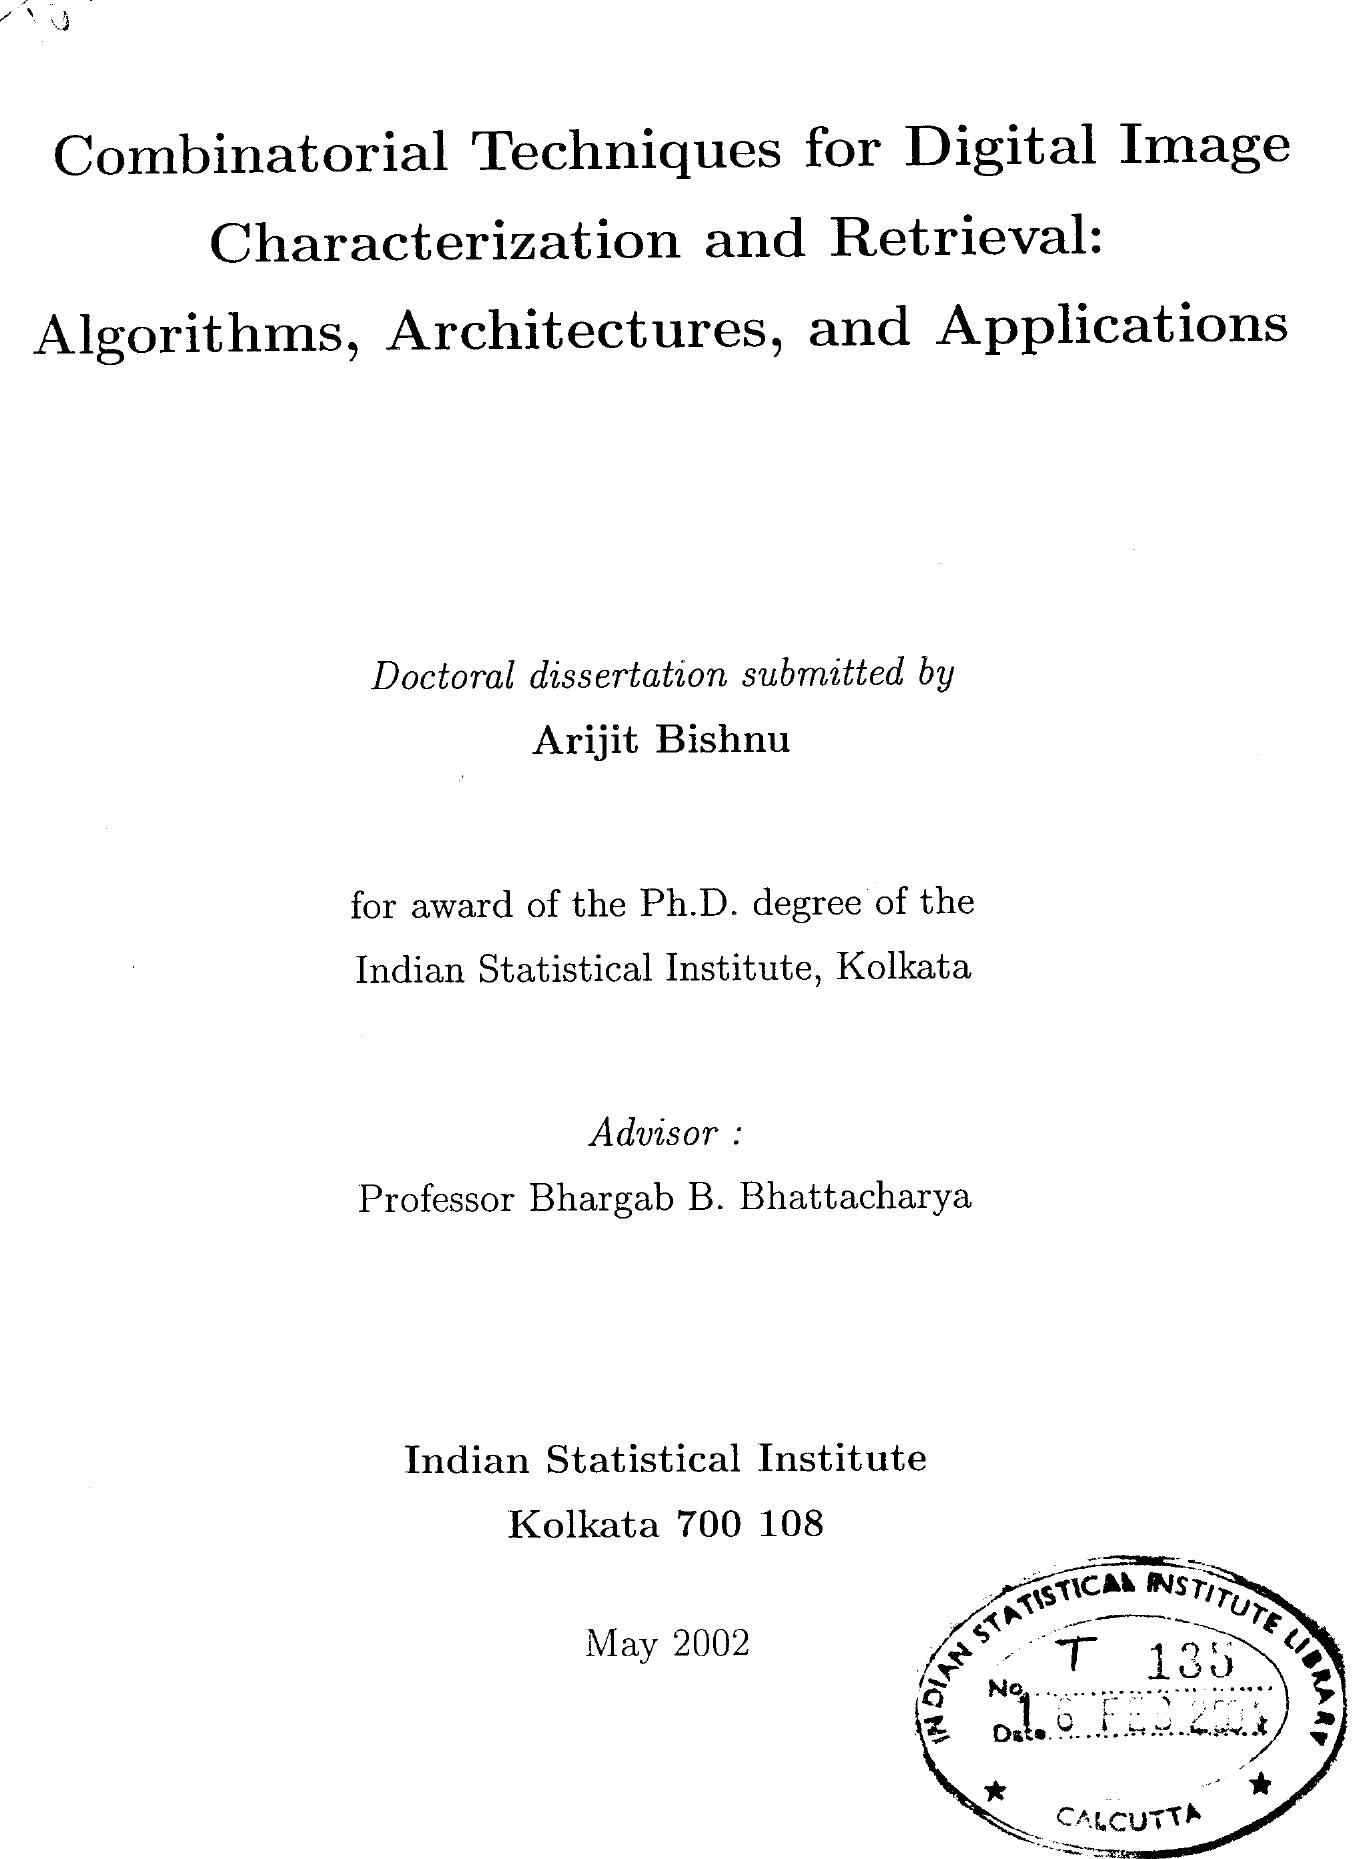 Combinatorial Techniques for Digital Image
Characterization and Retrieval:
Algorithms, Architectures, and Applications
Doctoral dissertation submitted by
Arijit Bishnu
for award of the Ph.D. degree of the
Indian Statistical Institute, Kolkata
Advisor :
Professor Bhargab B. Bhattacharya
Indian Statistical Institute
Kolkata 700 108
May 2002
INDIAN STATISTICAL INSTITUTE LIBRARY
No. T 135
Date 16 FEB
CALCUTTA